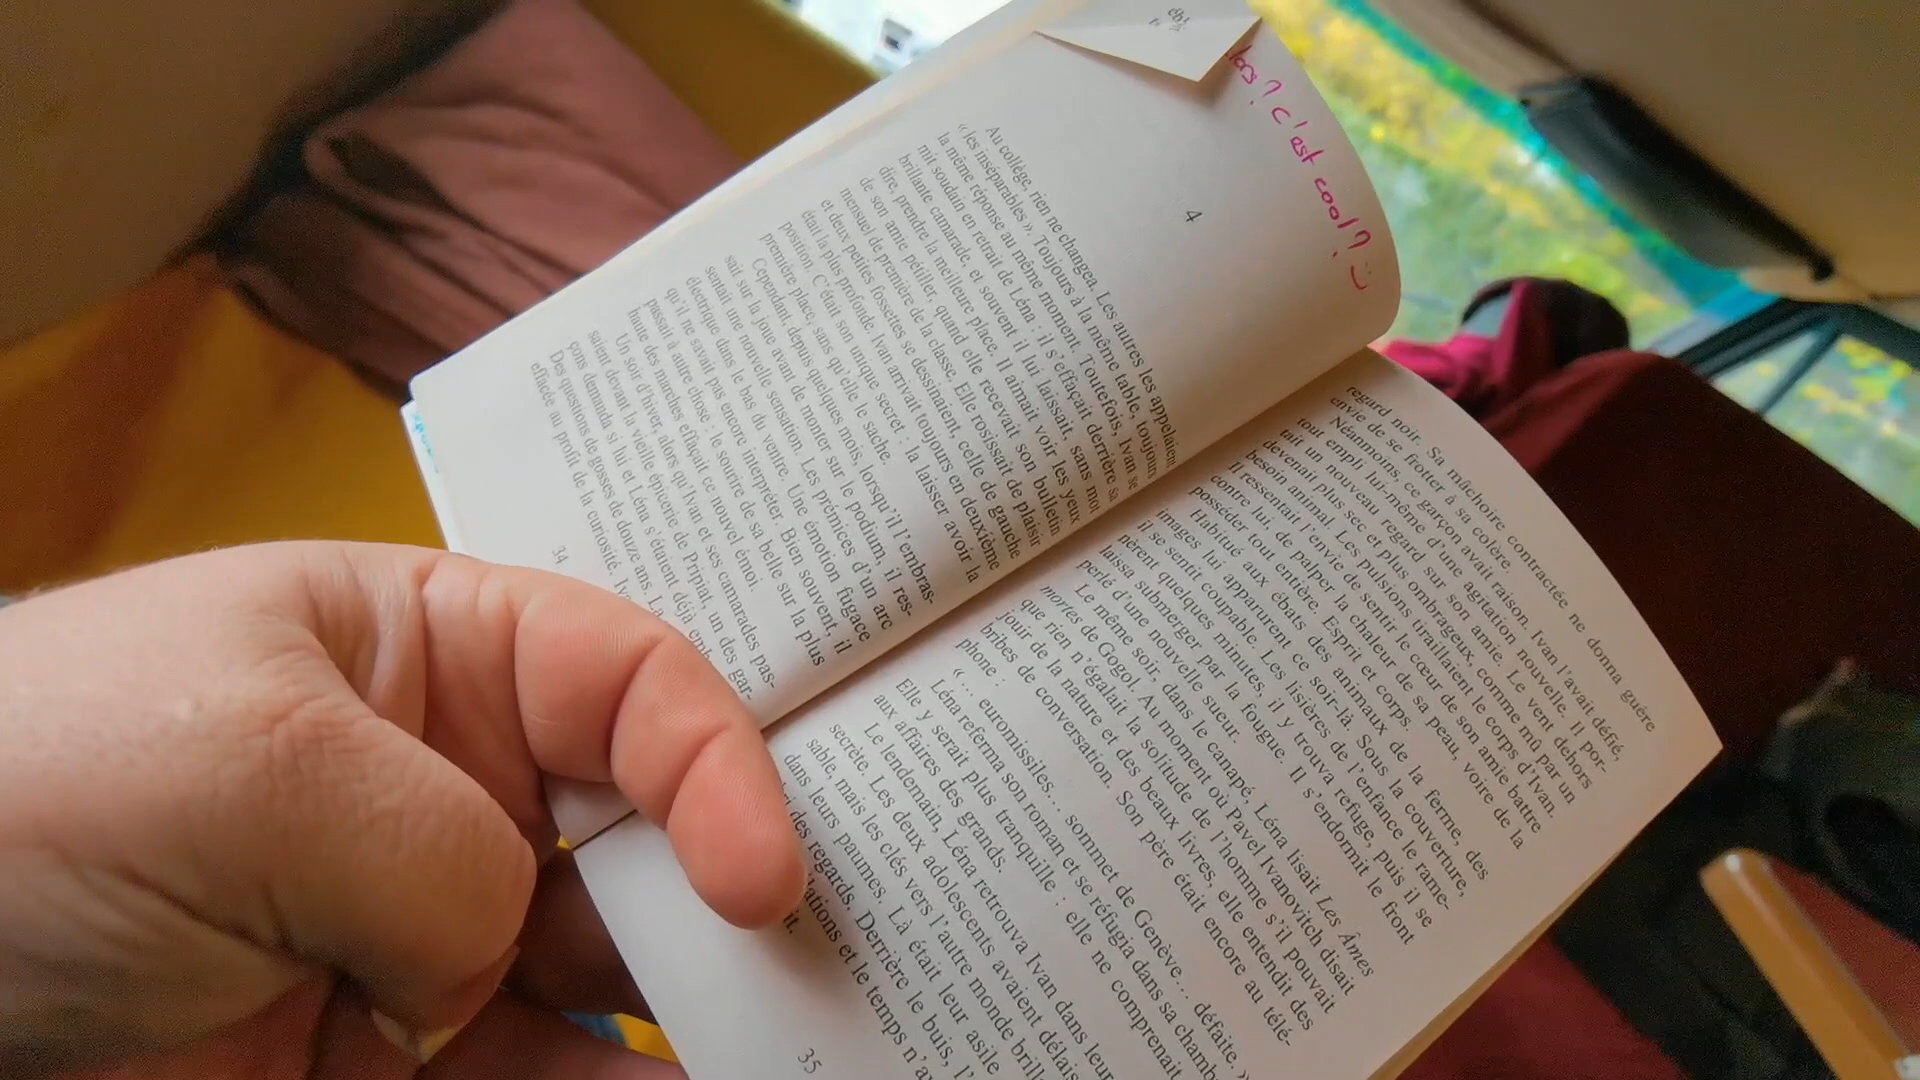 lors? c'est cool? :)
4
Au collège, rien ne changea. Les autres les appelaient
« les inséparables ». Toujours à la même table, toujours
la même réponse au même moment. Toutefois, Ivan se
mit soudain en retrait de Léna : il s'effaçait derrière sa
brillante camarade, et souvent il lui laissait, sans mot
dire, prendre la meilleure place. Il aimait voir les yeux
de son amie pétiller, quand elle recevait son bulletin
mensuel de première de la classe. Elle rosissait de plaisir
et deux petites fossettes se dessinaient, celle de gauche
était la plus profonde. Ivan arrivait toujours en deuxième
position. C'était son unique secret : la laisser avoir la
première place, sans qu'elle le sache.
Cependant, depuis quelques mois, lorsqu'il l'embras-
sait sur la joue avant de monter sur le podium, il res-
sentait une nouvelle sensation. Les prémices d'un arc
électrique dans le bas du ventre. Une émotion fugace
qu'il ne savait pas encore interpréter. Bien souvent, il
passait à autre chose : le sourire de sa belle sur la plus
haute des marches effaçait ce nouvel émoi.
Un soir d'hiver, alors qu'Ivan et ses camarades pas-
saient devant la vieille épicerie de Pripiat, un des gar-
çons demanda si lui et Léna s'étaient déjà
Des questions de gosses de douze ans. La
effacée au profit de la curiosité.
34
regard noir. Sa mâchoire contractée ne donna guère
envie de se frotter à sa colère.
Néanmoins, ce garçon avait raison. Ivan l'avait défié,
tout empli lui-même d'une agitation nouvelle. Il por-
tait un nouveau regard sur son amie. Le vent dehors
devenait plus sec et plus ombrageux, comme mû par un
besoin animal. Les pulsions tiraillaient le corps d'Ivan.
Il ressentait l'envie de sentir le cœur de son amie battre
contre lui, de palper la chaleur de sa peau, voire de la
posséder tout entière. Esprit et corps.
Habitué aux ébats des animaux de la ferme, des
images lui apparurent ce soir-là. Sous la couverture,
il se sentit coupable. Les lisières de l'enfance le rame-
nèrent quelques minutes, il y trouva refuge, puis il se
laissa submerger par la fougue. Il s'endormit le front
perlé d'une nouvelle sueur.
Le même soir, dans le canapé, Léna lisait Les Âmes
mortes de Gogol. Au moment où Pavel Ivanovitch disait
que rien n'égalait la solitude de l'homme s'il pouvait
jouir de la nature et des beaux livres, elle entendit des
bribes de conversation. Son père était encore au télé-
phone :
« … euromissiles… sommet de Genève… défaite. »
Léna referma son roman et se réfugia dans sa
Elle y serait plus tranquille ; elle ne comprenait
aux affaires des grands.
Le lendemain, Léna retrouva Ivan dans leur
secrète. Les deux adolescents avaient
sable, mais les clés vers l'autre monde
dans leurs paumes. Là était leur asile
des regards. Derrière le buis,
et le temps
35